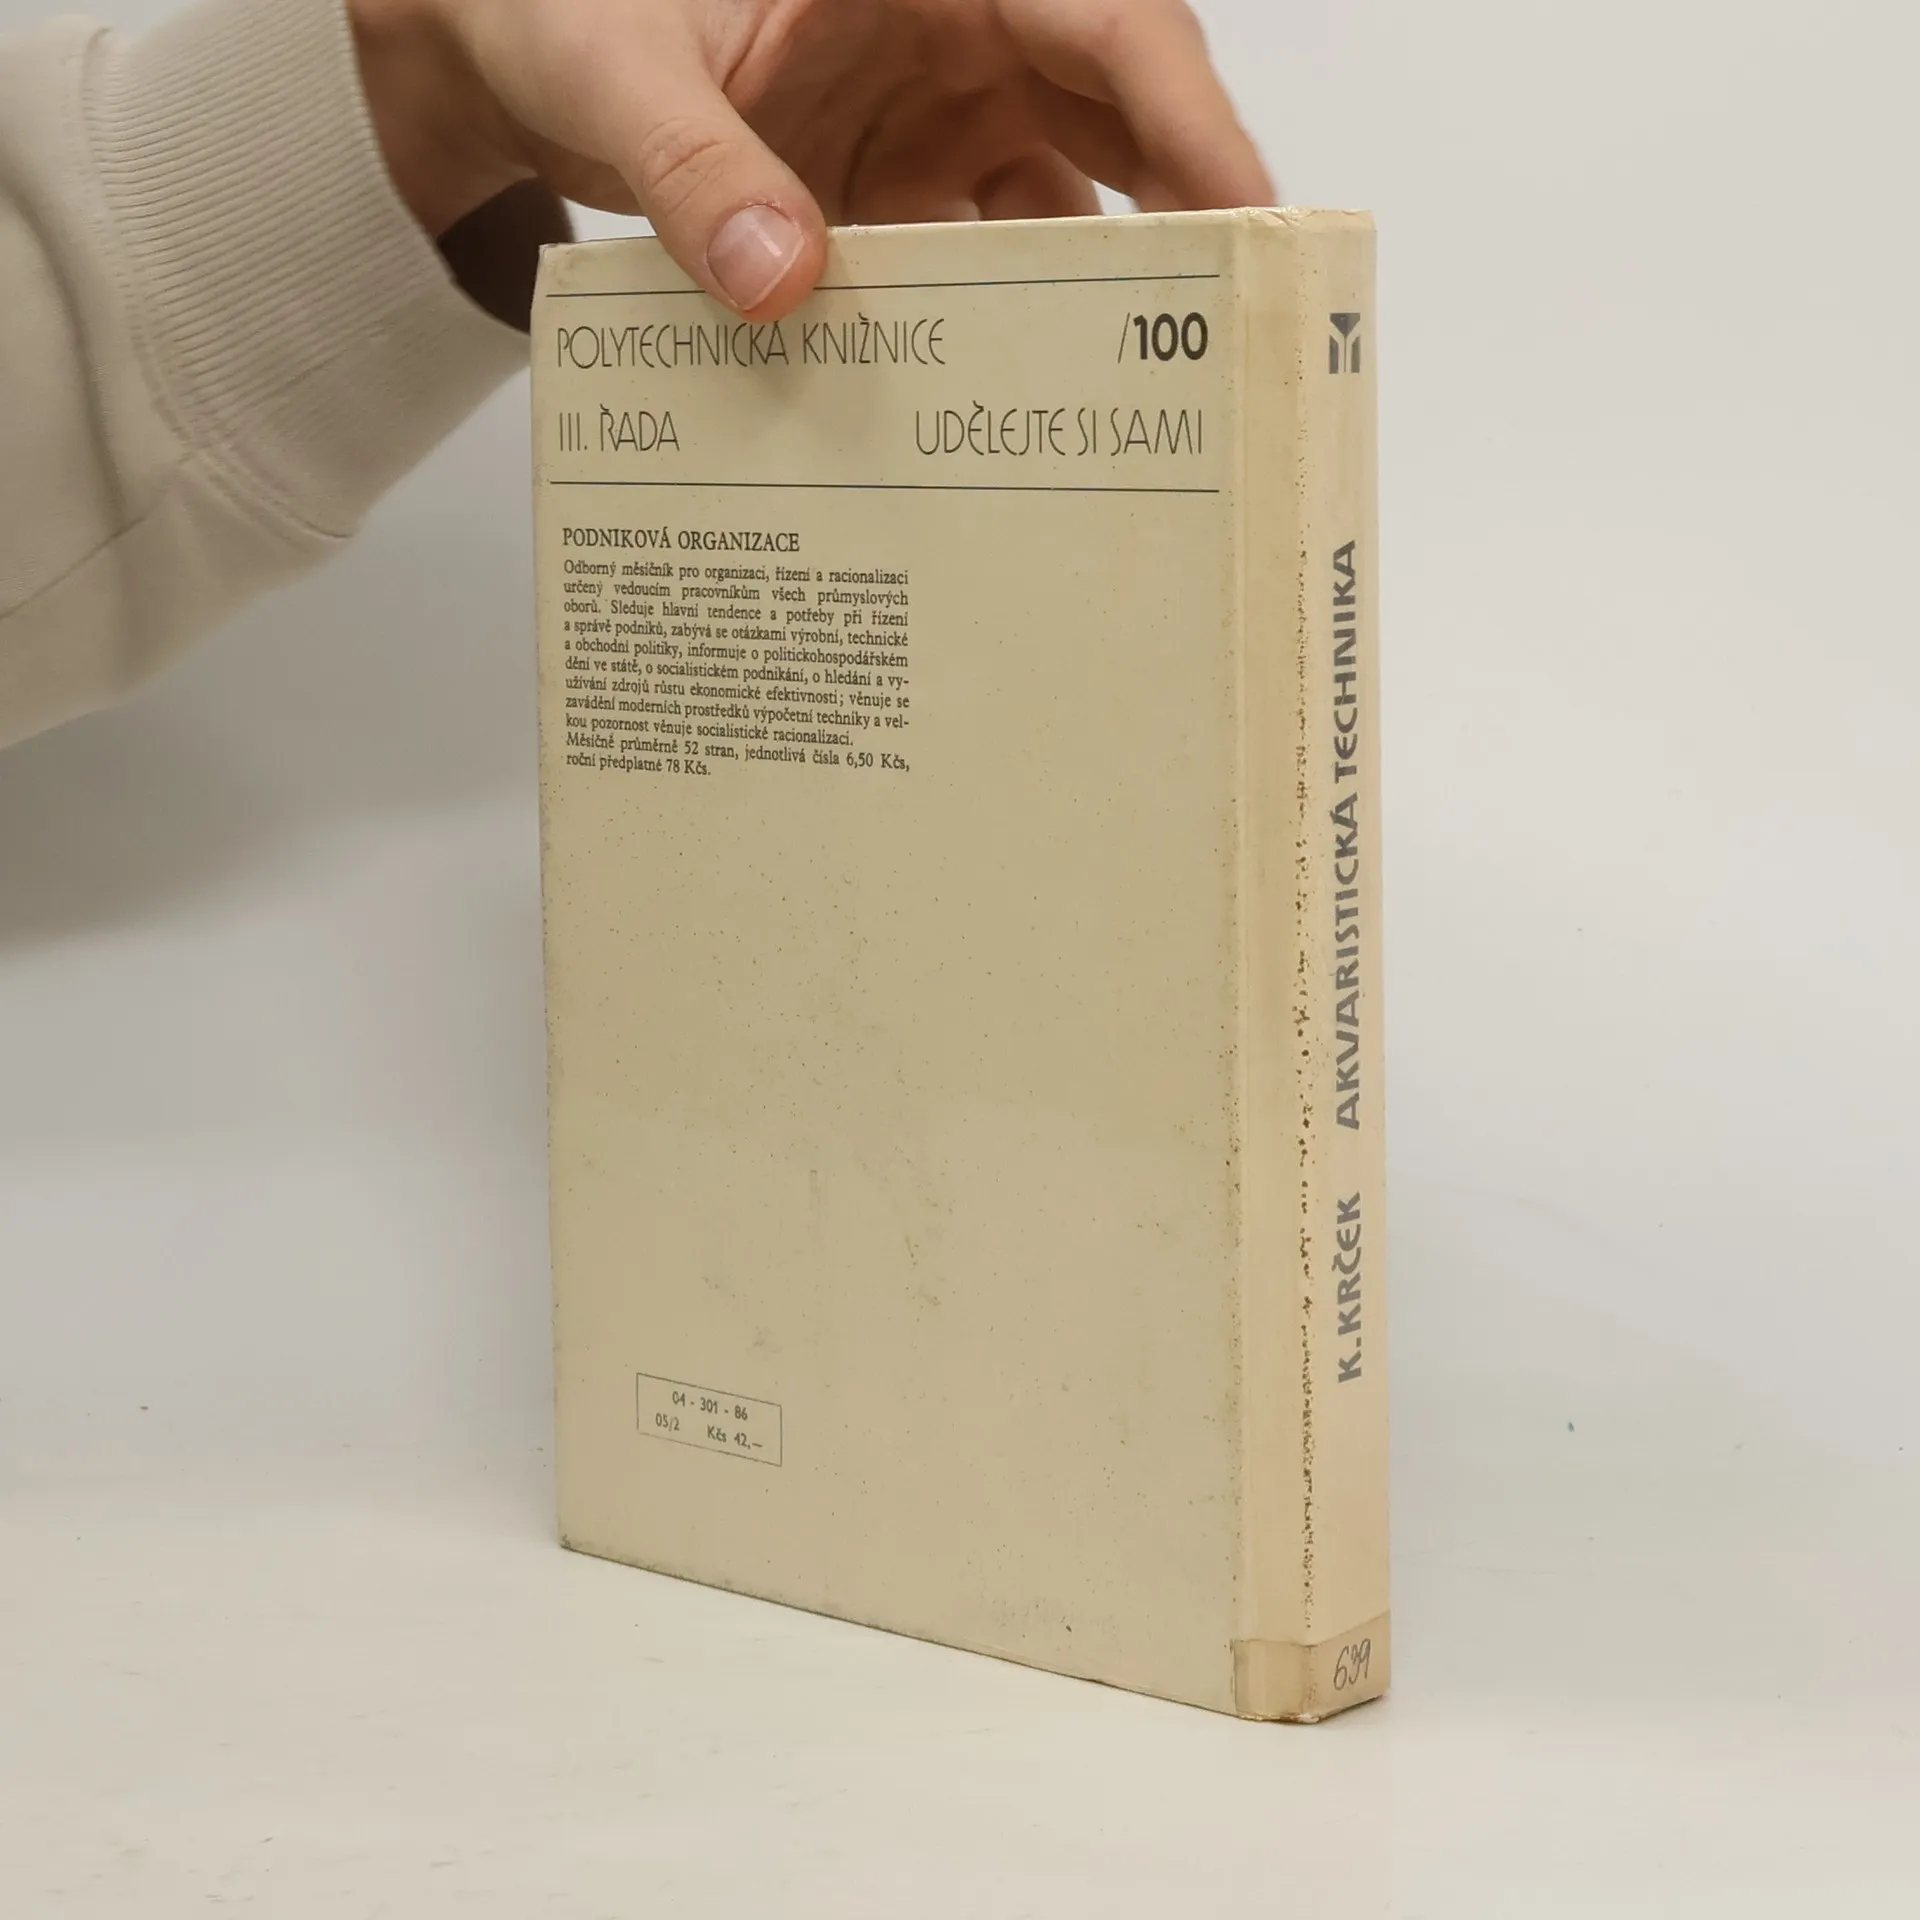 POLYTECHNICKÁ KNIŽNICE /100
III. ŘADA UDĚLEJTE SI SAMI
PODNIKOVÁ ORGANIZACE
Odborný měsíčník pro organizaci, řízení a racionalizaci
určený vedoucím pracovníkům všech průmyslových
oborů. Sleduje hlavní tendence a potřeby při řízení
a správě podniků, zabývá se otázkami výrobní, technické
a obchodní politiky, informuje o politickohospodářském
dění ve státě, o socialistickém podnikání, o hledání a vy-
užívání zdrojů růstu ekonomické efektivnosti; věnuje se
zavádění moderních prostředků výpočetní techniky a vel-
kou pozornost věnuje socialistické racionalizaci.
Měsíčně průměrně 52 stran, jednotlivá čísla 6,50 Kčs,
roční předplatné 78 Kčs.
04 - 301 - 86
05/2 Kčs 42,—
K. KRČEK AKVARISTICKÁ TECHNIKA
639